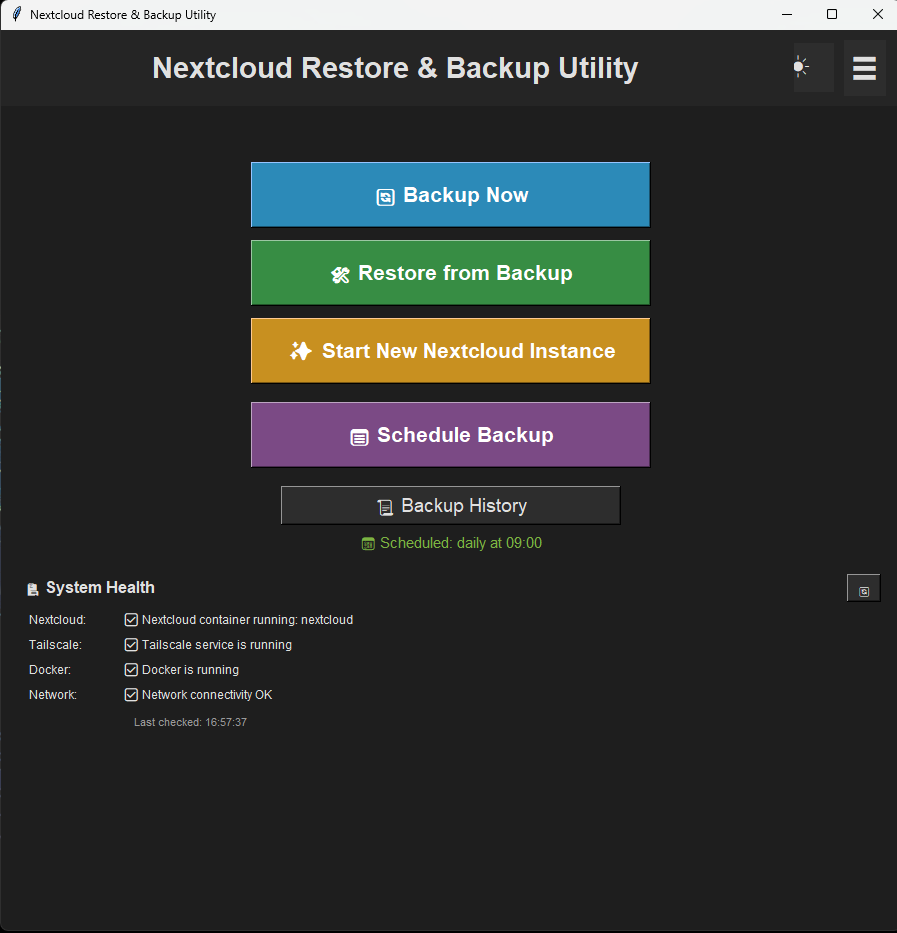 Nextcloud Restore & Backup Utility
Nextcloud Restore & Backup Utility
Backup Now
Restore from Backup
Start New Nextcloud Instance
Schedule Backup
Backup History
Scheduled: daily at 09:00
System Health
Nextcloud: Nextcloud container running: nextcloud
Tailscale: Tailscale service is running
Docker: Docker is running
Network: Network connectivity OK
Last checked: 16:57:37